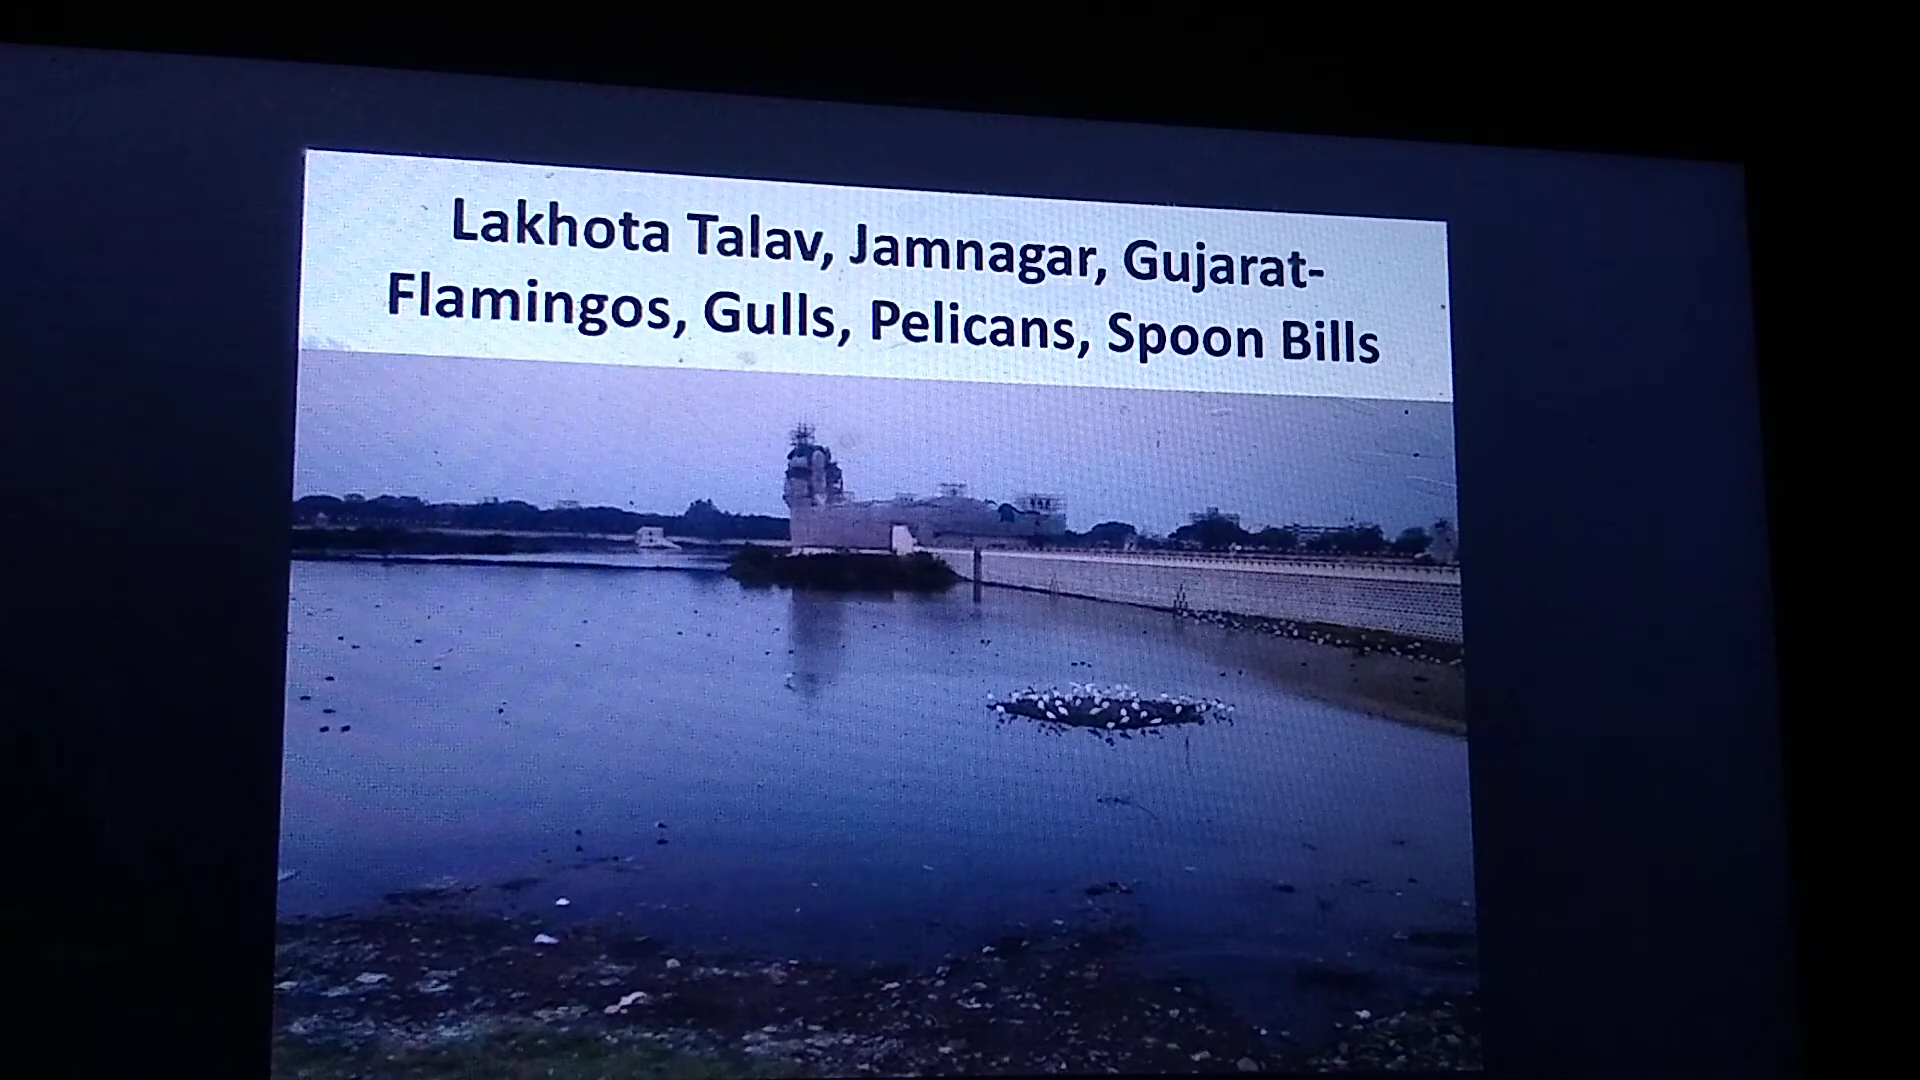 Lakhota Talav, Jamnagar, Gujarat-
Flamingos, Gulls, Pelicans, Spoon Bills